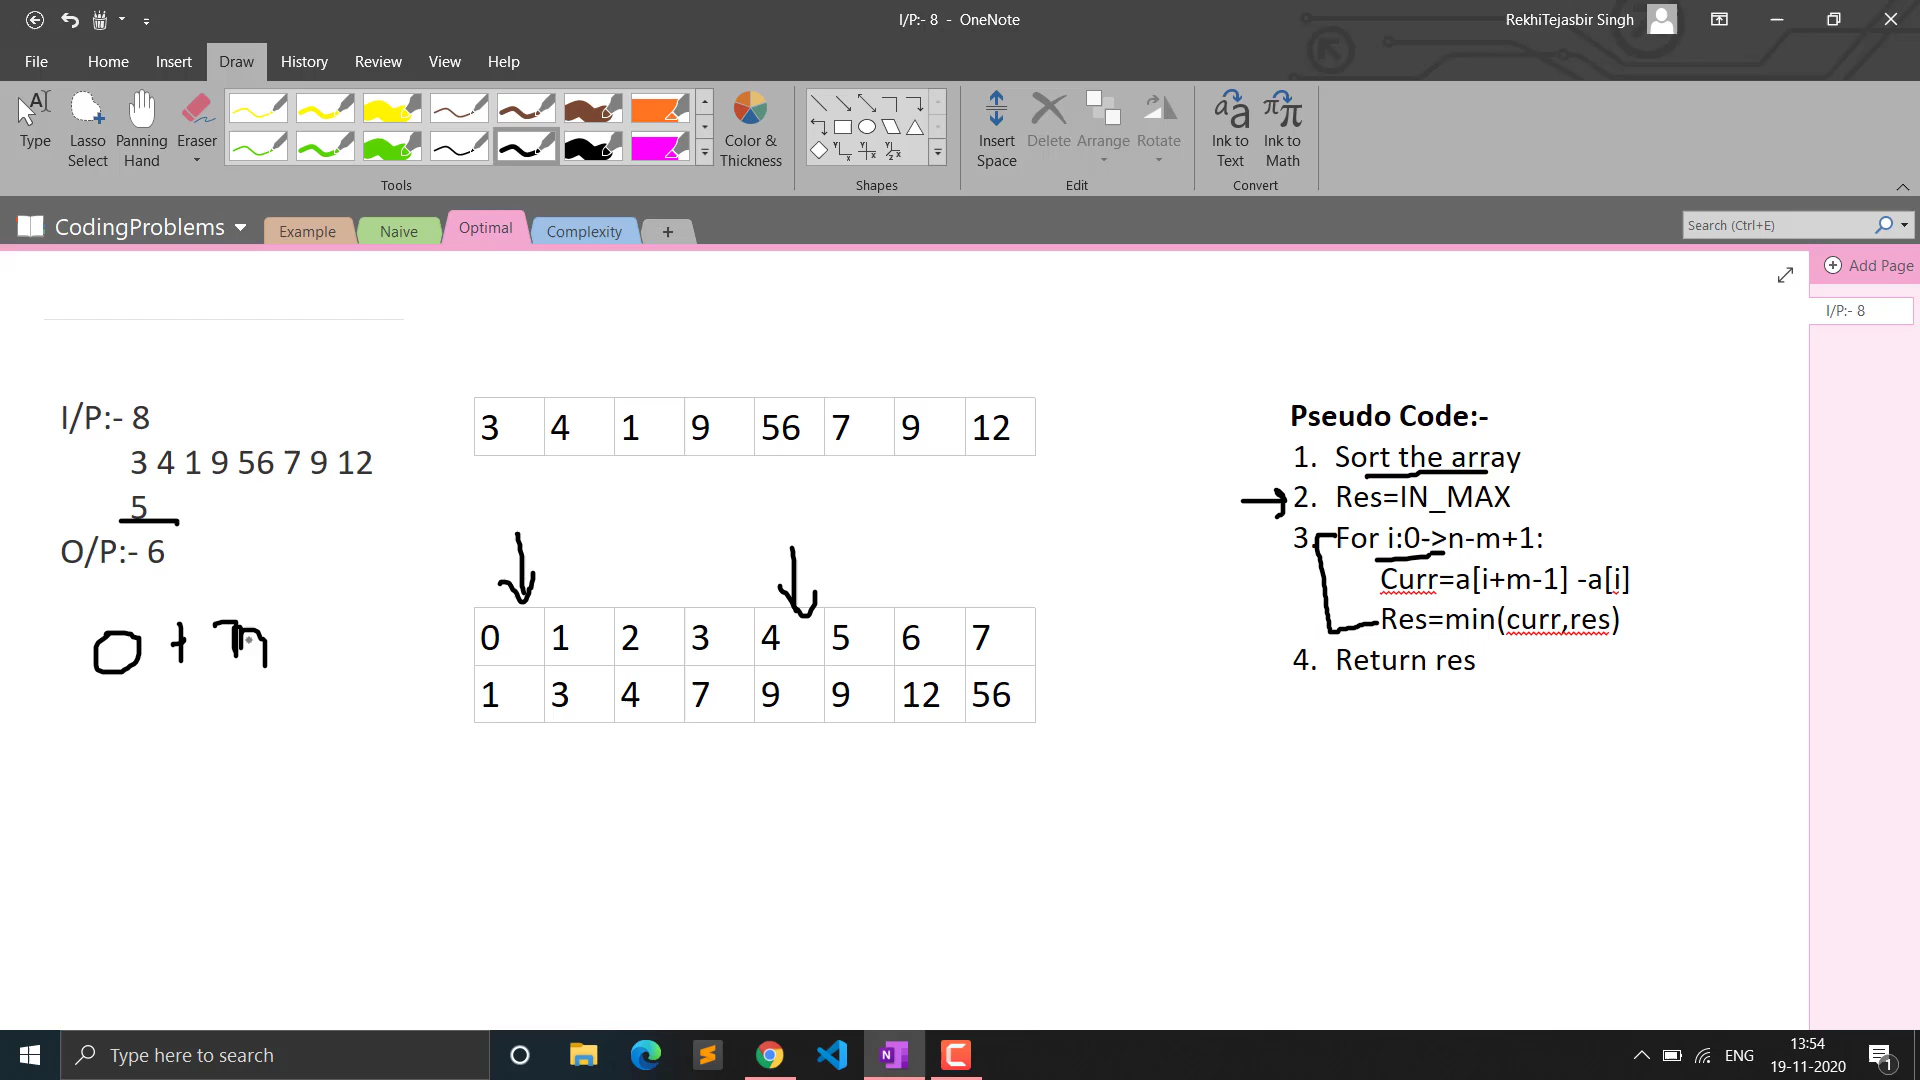 I/P:- 8 - OneNote
RekhiTejasbir Singh
File Home Insert Draw History Review View Help
Type
Lasso Select
Panning Hand
Eraser
Color & Thickness
Insert Space
Delete
Arrange
Rotate
Ink to Text
Ink to Math
Tools
Shapes
Edit
Convert
CodingProblems
Example
Naive
Optimal
Complexity
+
Search (Ctrl+E)
Add Page
I/P:- 8
I/P:- 8
3 4 1 9 56 7 9 12
5
O/P:- 6
0 + m
3 4 1 9 56 7 9 12
0 1 2 3 4 5 6 7
1 3 4 7 9 9 12 56
Pseudo Code:-
1. Sort the array
2. Res=IN_MAX
3. For i:0->n-m+1:
Curr=a[i+m-1] -a[i]
Res=min(curr,res)
4. Return res
Type here to search
ENG
13:54
19-11-2020
1